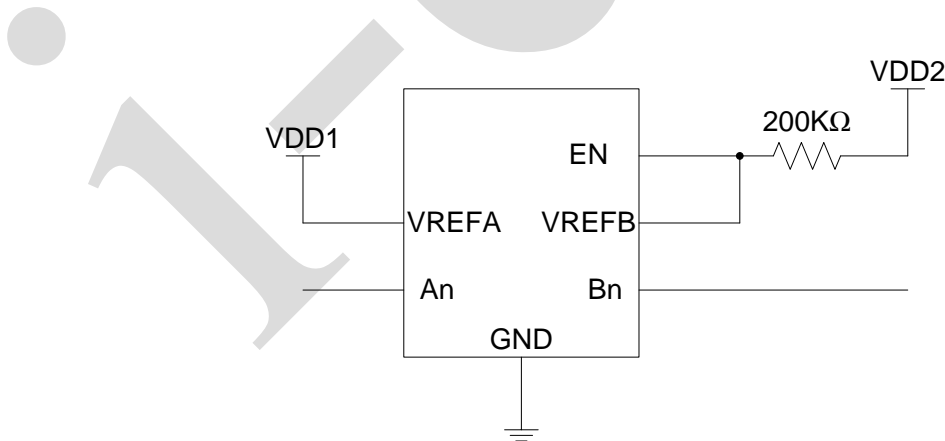 VDD2
200KΩ
VDD1
EN
VREFA
VREFB
An
Bn
GND